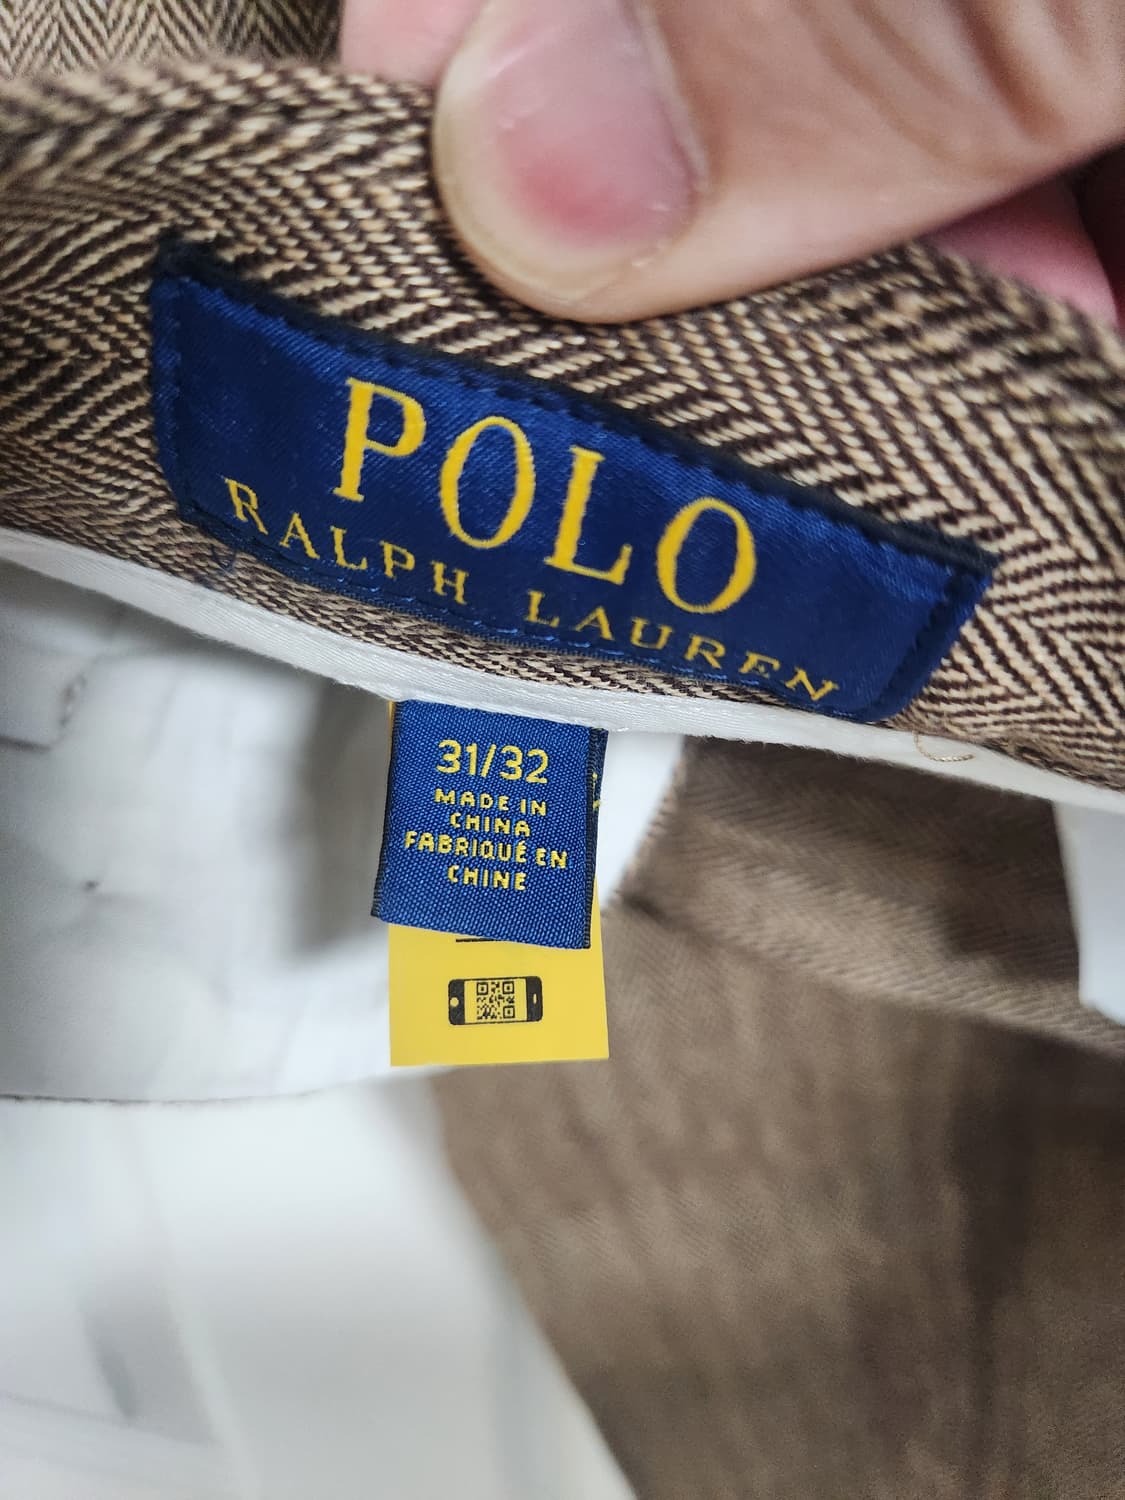 POLO
RALPH LAUREN
31/32
MADE IN
CHINA
FABRIQUÉ EN
CHINE